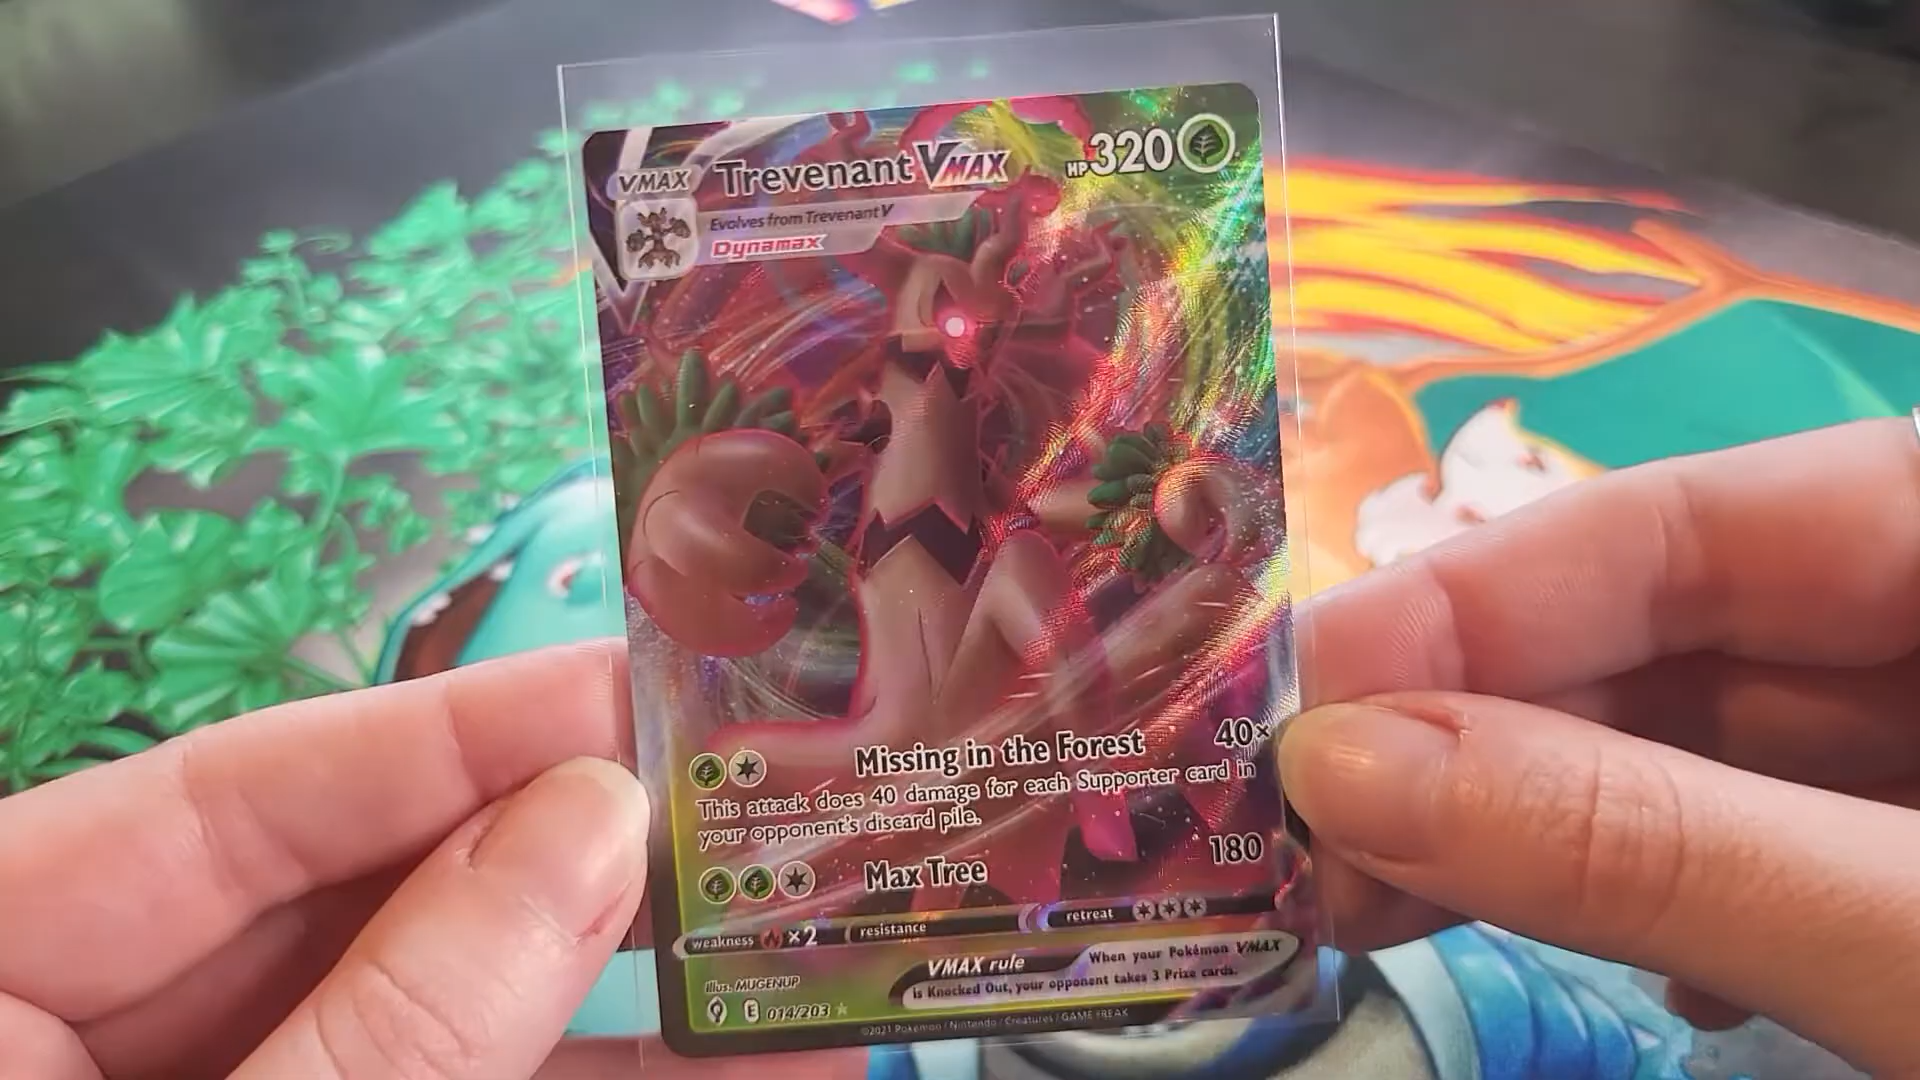 VMAX Trevenant VMAX HP 320
Evolves from Trevenant V
Dynamax
Missing in the Forest 40×
This attack does 40 damage for each Supporter card in
your opponent's discard pile.
Max Tree 180
weakness ×2 resistance retreat
VMAX rule When your Pokémon VMAX
is Knocked Out, your opponent takes 3 Prize cards.
Illus. MUGENUP
E 014/203
©2021 Pokémon / Nintendo / Creatures / GAME FREAK